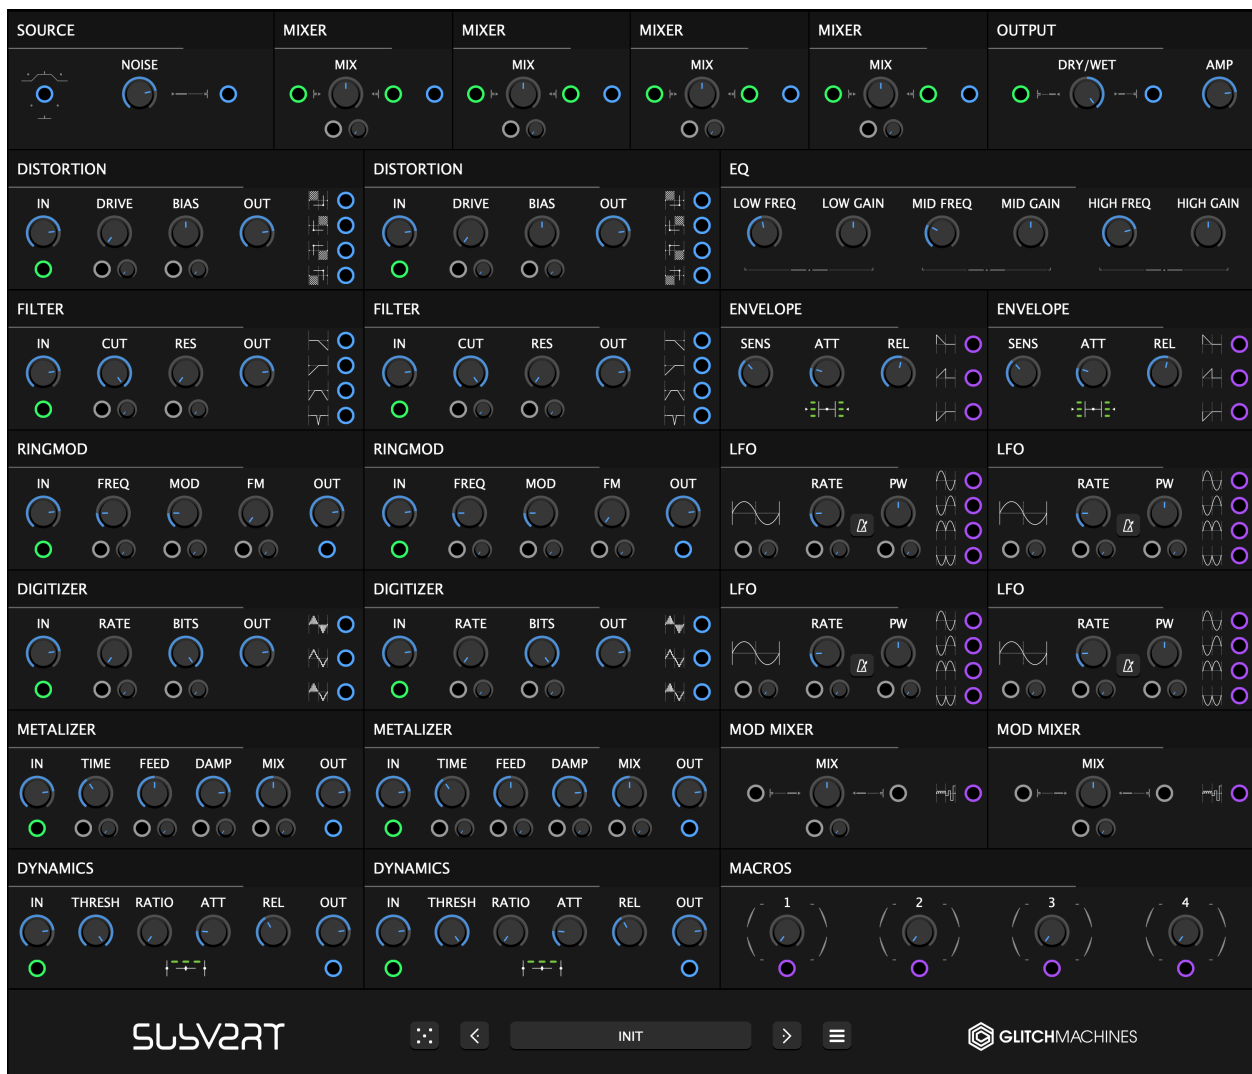 SOURCE MIXER MIXER MIXER MIXER OUTPUT
NOISE MIX MIX MIX MIX DRY/WET AMP
DISTORTION DISTORTION EQ
IN DRIVE BIAS OUT IN DRIVE BIAS OUT LOW FREQ LOW GAIN MID FREQ MID GAIN HIGH FREQ HIGH GAIN
FILTER FILTER ENVELOPE ENVELOPE
IN CUT RES OUT IN CUT RES OUT SENS ATT REL SENS ATT REL
RINGMOD RINGMOD LFO LFO
IN FREQ MOD FM OUT IN FREQ MOD FM OUT RATE PW RATE PW
DIGITIZER DIGITIZER LFO LFO
IN RATE BITS OUT IN RATE BITS OUT RATE PW RATE PW
METALIZER METALIZER MOD MIXER MOD MIXER
IN TIME FEED DAMP MIX OUT IN TIME FEED DAMP MIX OUT MIX MIX
DYNAMICS DYNAMICS MACROS
IN THRESH RATIO ATT REL OUT IN THRESH RATIO ATT REL OUT 1 2 3 4
SUBVERT INIT GLITCHMACHINES